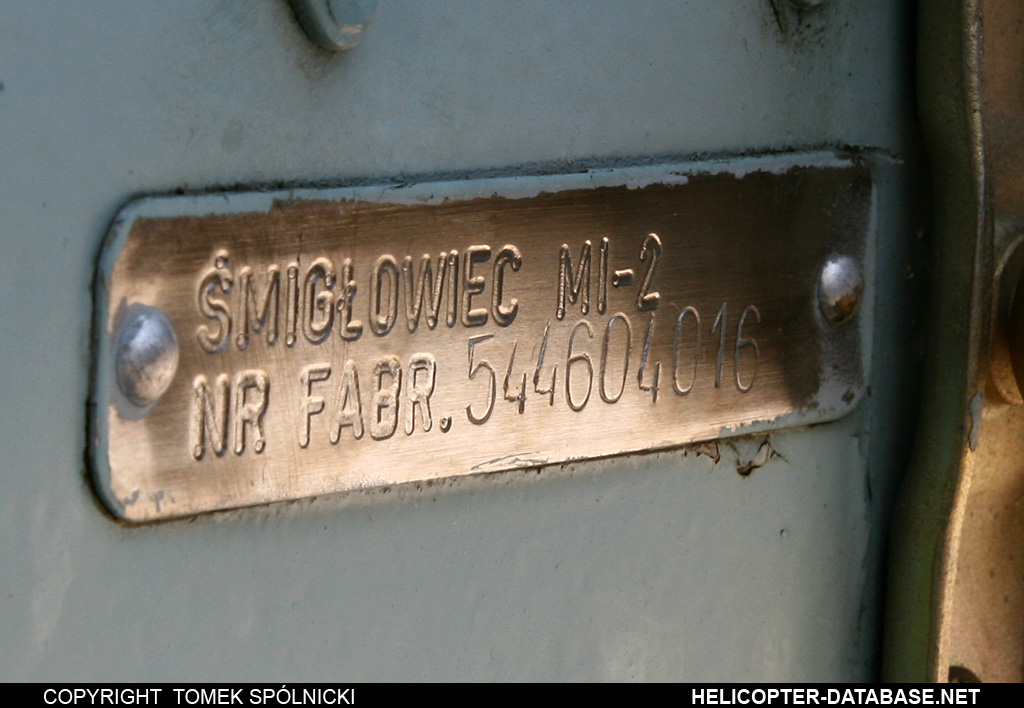 ŚMIGŁOWIEC MI-2
NR. FABR. 544604016
COPYRIGHT TOMEK SPÓLNICKI
HELICOPTER-DATABASE.NET